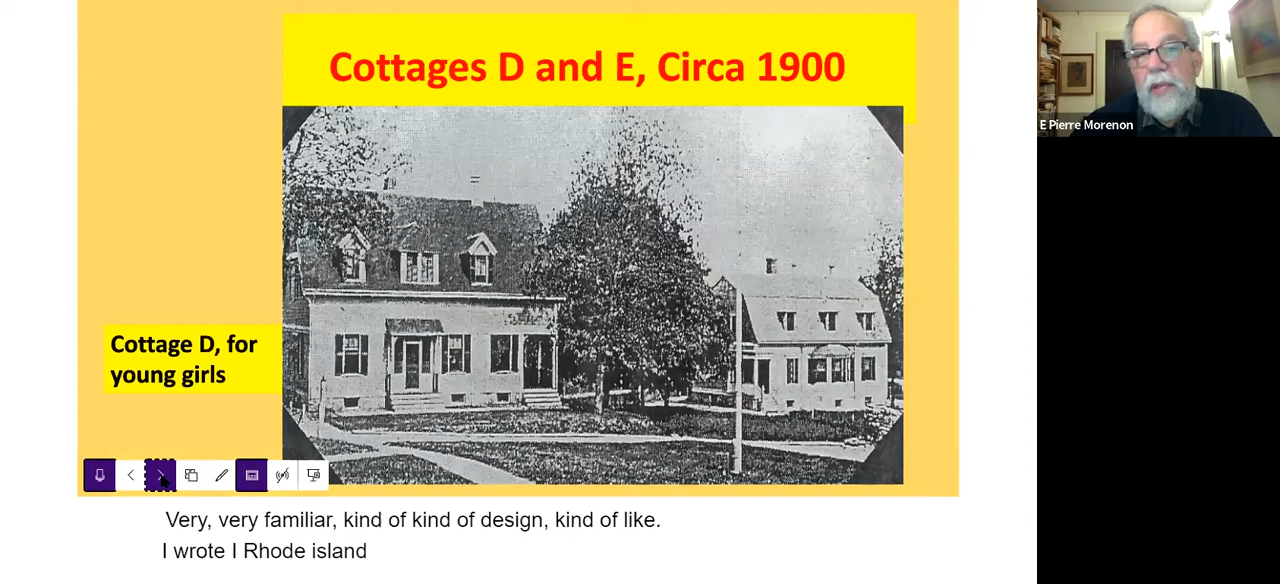 Cottages D and E, Circa 1900
E Pierre Morenon
Cottage D, for
young girls
Very, very familiar, kind of kind of design, kind of like.
I wrote I Rhode island